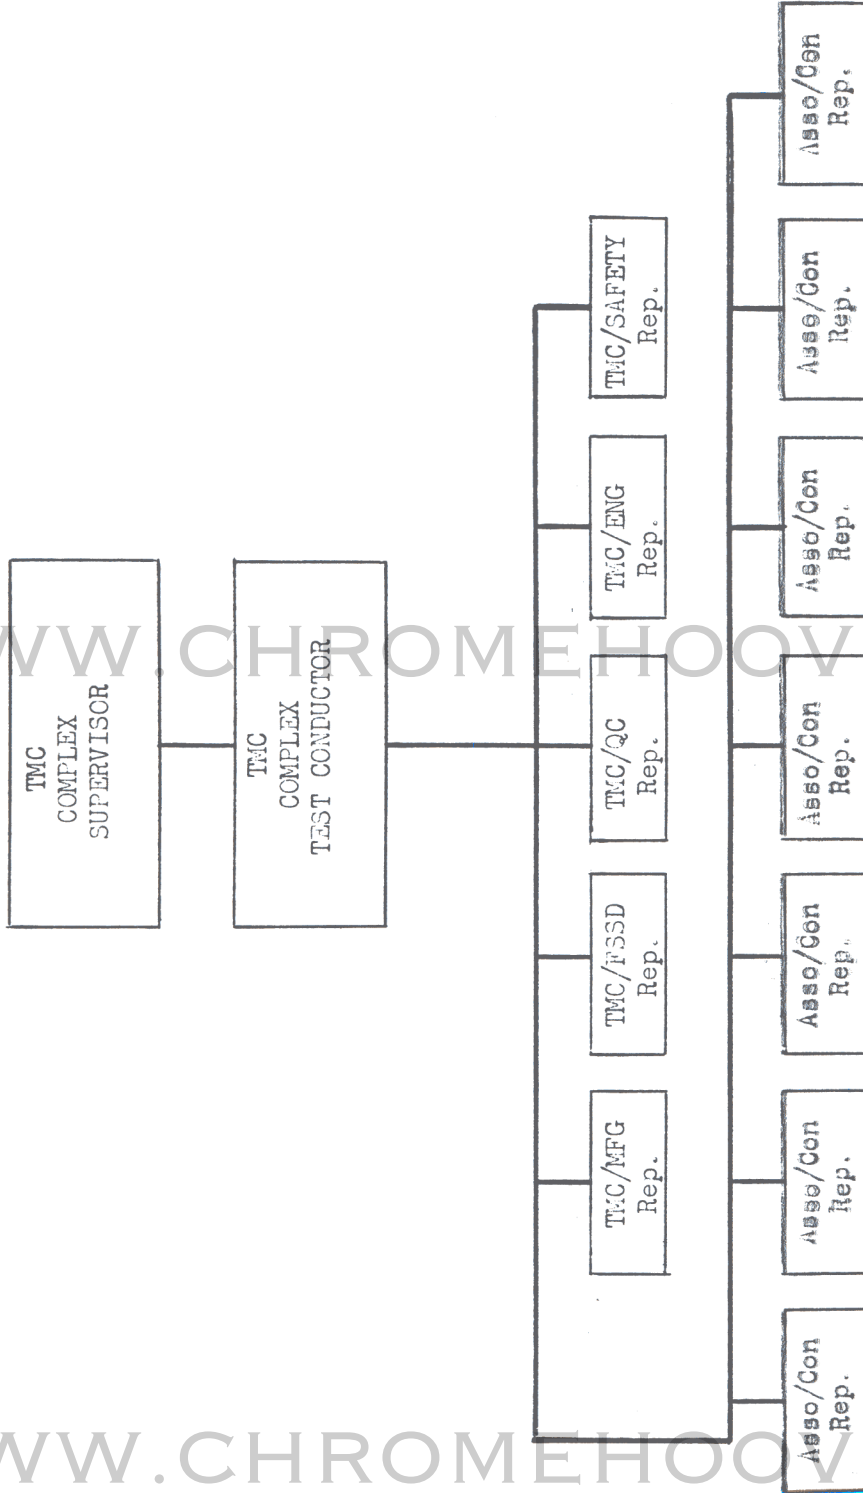 TMC
COMPLEX
SUPERVISOR
TMC
COMPLEX
TEST CONDUCTOR
TMC/MFG
Rep.
TMC/FSSD
Rep.
TMC/QC
Rep.
TMC/ENG
Rep.
TMC/SAFETY
Rep.
Asso/Con
Rep.
Asso/Con
Rep.
Asso/Con
Rep.
Asso/Con
Rep.
Asso/Con
Rep.
Asso/Con
Rep.
Asso/Con
Rep.
WW.CHROMEHOOV
WW.CHROMEHOOV